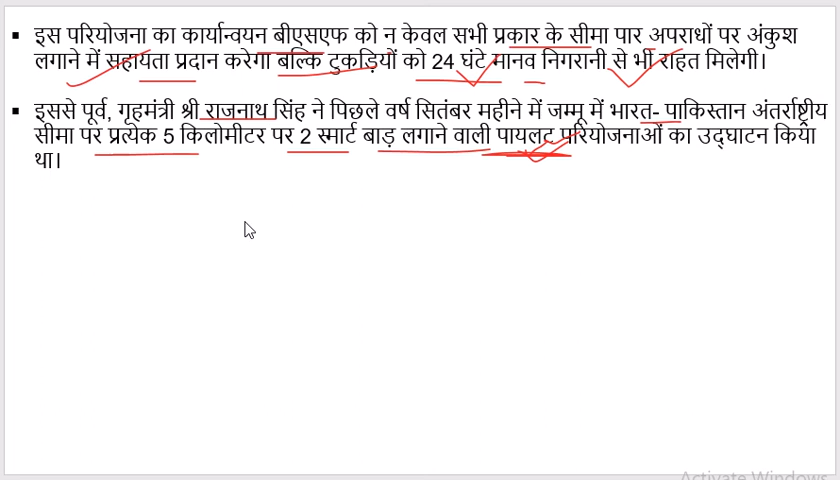 ▪ इस परियोजना का कार्यान्वयन बीएसएफ को न केवल सभी प्रकार के सीमा पार अपराधों पर अंकुश
लगाने में सहायता प्रदान करेगा बल्कि टुकड़ियों को 24 घंटे मानव निगरानी से भी राहत मिलेगी।
▪ इससे पूर्व, गृहमंत्री श्री राजनाथ सिंह ने पिछले वर्ष सितंबर महीने में जम्मू में भारत- पाकिस्तान अंतर्राष्ट्रीय
सीमा पर प्रत्येक 5 किलोमीटर पर 2 स्मार्ट बाड़ लगाने वाली पायलट परियोजनाओं का उद्घाटन किया
था।
Activate Windows